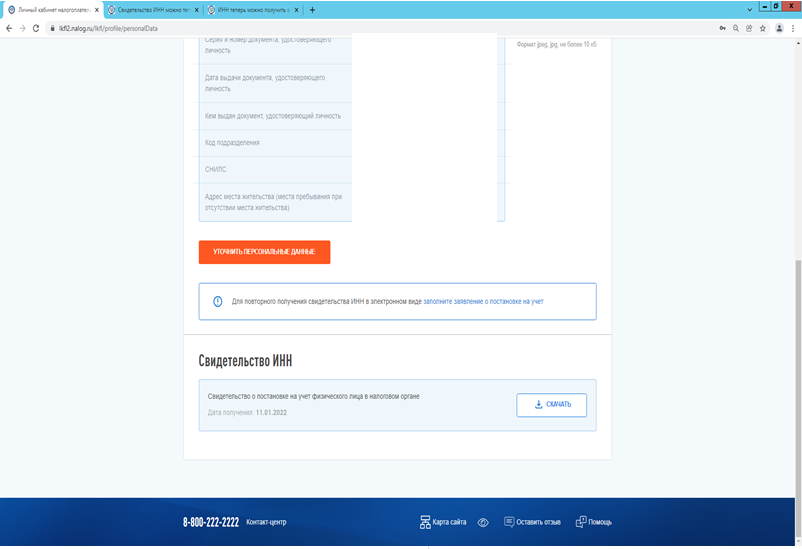 Личный кабинет налогоплате
Свидетельство ИНН можно те
ИНН теперь можно получить
lkfl2.nalog.ru/lkfl/profile/personalData
Серия и номер документа, удостоверяющего
личность
Формат jpeg, jpg, не более 10 кб
Дата выдачи документа, удостоверяющего
личность
Кем выдан документ, удостоверяющий личность
Код подразделения
СНИЛС
Адрес места жительства (места пребывания при
отсутствии места жительства)
УТОЧНИТЬ ПЕРСОНАЛЬНЫЕ ДАННЫЕ
Для повторного получения свидетельства ИНН в электронном виде заполните заявление о постановке на учет
Свидетельство ИНН
Свидетельство о постановке на учет физического лица в налоговом органе
Дата получения: 11.01.2022
СКАЧАТЬ
8-800-222-2222 Контакт-центр Карта сайта Оставить отзыв Помощь